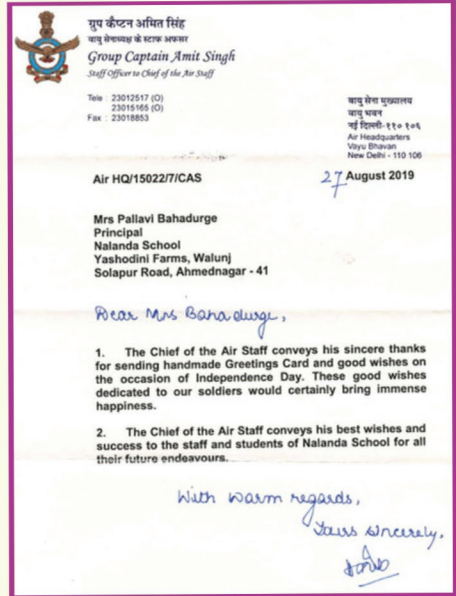 ग्रुप कैप्टन अमित सिंह
वायु सेनाध्यक्ष के स्टाफ अफसर
Group Captain Amit Singh
Staff Officer to Chief of the Air Staff
Tele : 23012517 (O)
23015165 (O)
Fax : 23018853
वायु सेना मुख्यालय
वायु भवन
नई दिल्ली-११० १०६
Air Headquarters
Vayu Bhavan
New Delhi - 110 106
Air HQ/15022/7/CAS
27 August 2019
Mrs Pallavi Bahadurge
Principal
Nalanda School
Yashodini Farms, Walunj
Solapur Road, Ahmednagar - 41
Dear Mrs Bahadurge,
1. The Chief of the Air Staff conveys his sincere thanks
for sending handmade Greetings Card and good wishes on
the occasion of Independence Day. These good wishes
dedicated to our soldiers would certainly bring immense
happiness.
2. The Chief of the Air Staff conveys his best wishes and
success to the staff and students of Nalanda School for all
their future endeavours.
With warm regards,
Yours sincerely,